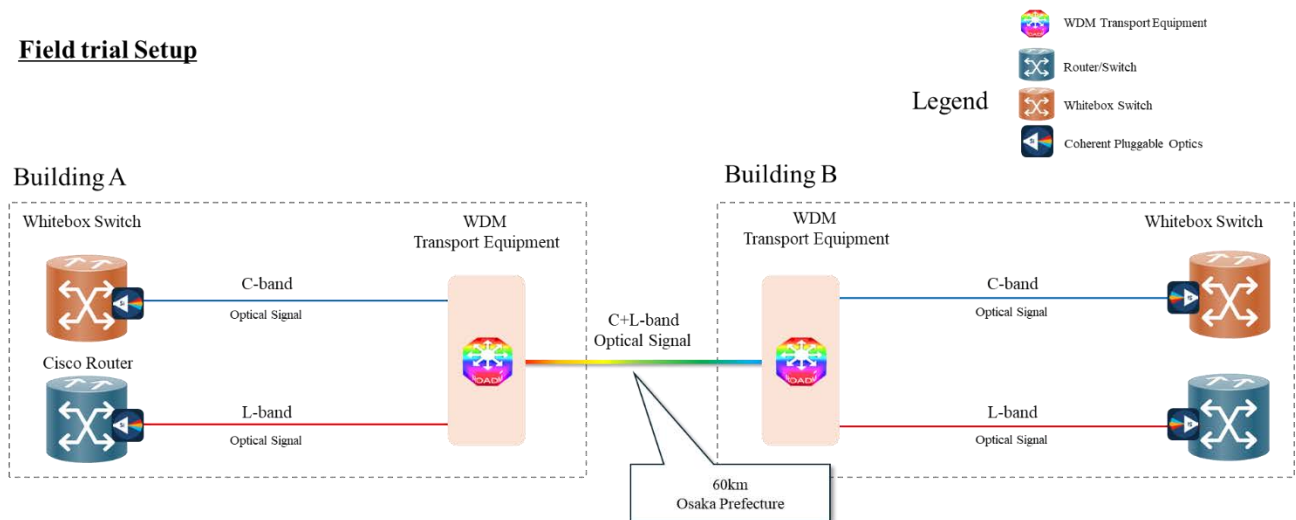 Field trial Setup
WDM Transport Equipment
Router/Switch
Legend
Whitebox Switch
Coherent Pluggable Optics
Building A
Whitebox Switch
WDM
Transport Equipment
C-band
Optical Signal
Cisco Router
L-band
Optical Signal
C+L-band
Optical Signal
60km
Osaka Prefecture
Building B
WDM
Transport Equipment
Whitebox Switch
C-band
Optical Signal
L-band
Optical Signal